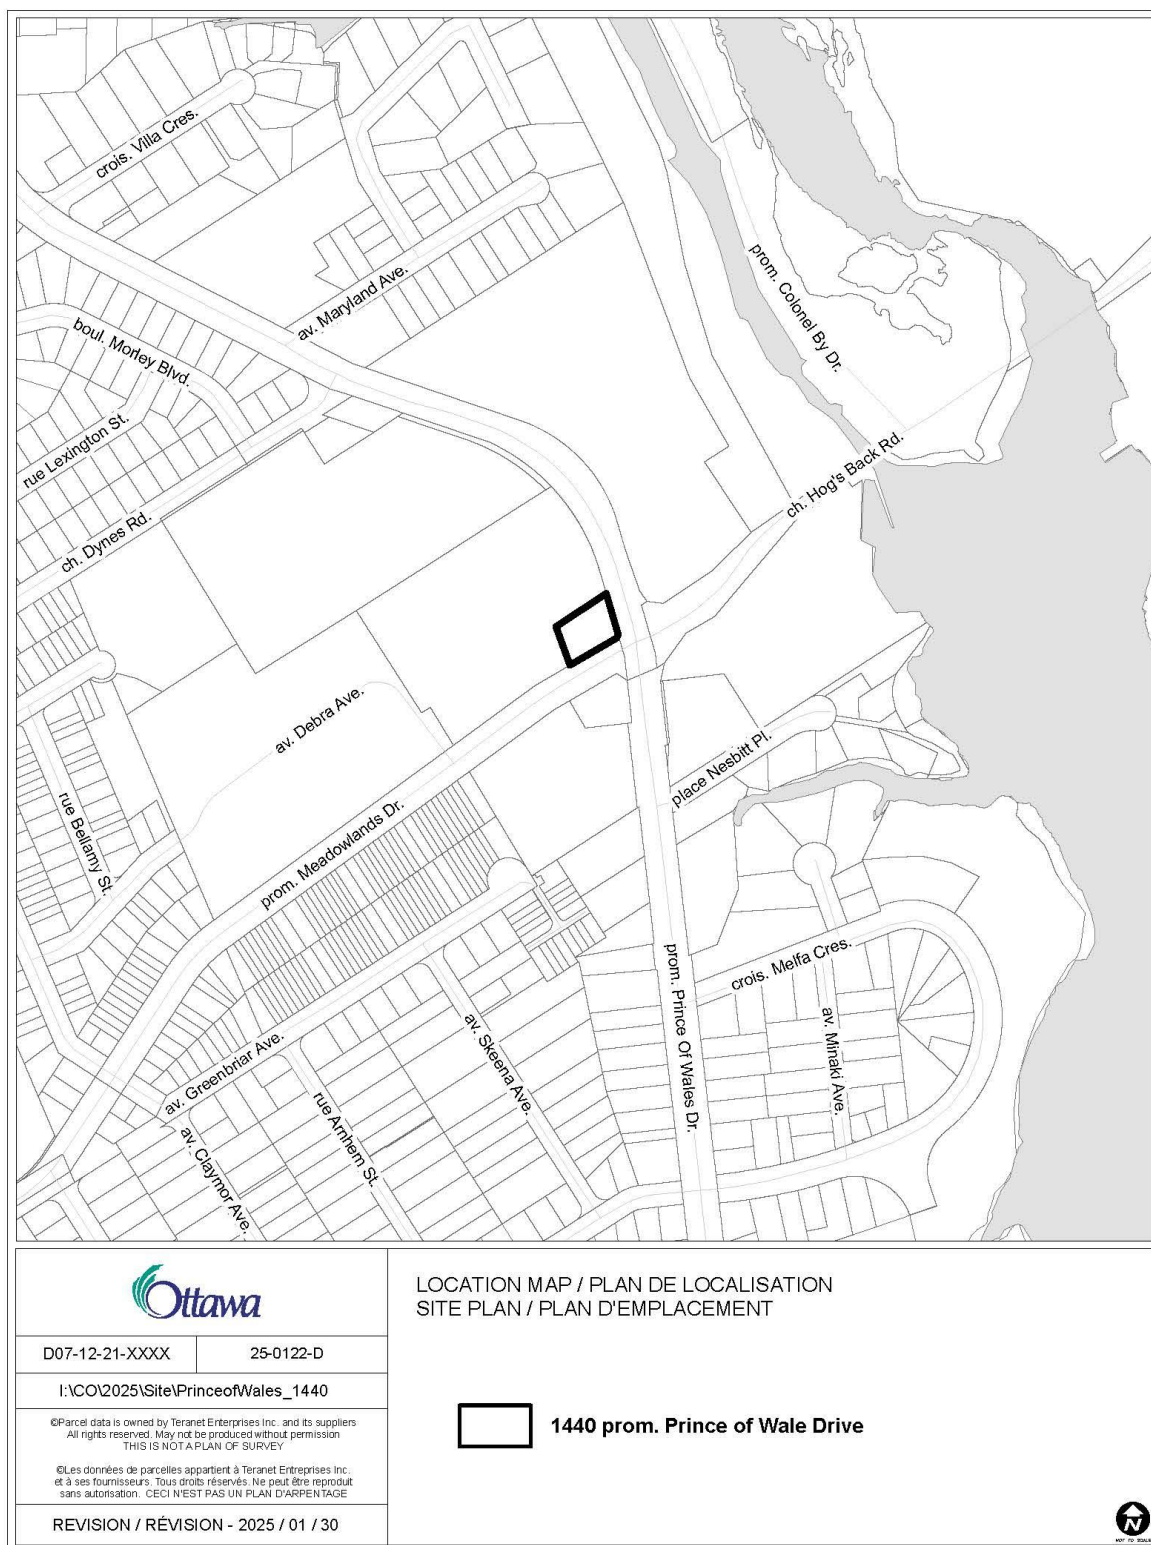 crois. Villa Cres.
av. Maryland Ave.
prom. Colonel By Dr.
boul. Morley Blvd.
rue Lexington St.
ch. Hog's Back Rd.
ch. Dynes Rd.
av. Debra Ave.
place Nesbitt Pl.
rue Bellamy St.
prom. Meadowlands Dr.
prom. Prince Of Wales Dr.
crois. Melfa Cres.
av. Minaki Ave.
av. Skeena Ave.
av. Greenbriar Ave.
rue Arnhem St.
av. Claymor Ave.
Ottawa
LOCATION MAP / PLAN DE LOCALISATION
SITE PLAN / PLAN D'EMPLACEMENT
D07-12-21-XXXX
25-0122-D
I:\CO\2025\Site\PrinceofWales_1440
©Parcel data is owned by Teranet Enterprises Inc. and its suppliers
All rights reserved. May not be produced without permission
THIS IS NOT A PLAN OF SURVEY
©Les données de parcelles appartient à Teranet Entreprises Inc.
et à ses fournisseurs. Tous droits réservés. Ne peut être reproduit
sans autorisation. CECI N'EST PAS UN PLAN D'ARPENTAGE
REVISION / RÉVISION - 2025 / 01 / 30
1440 prom. Prince of Wale Drive
N
NOT TO SCALE